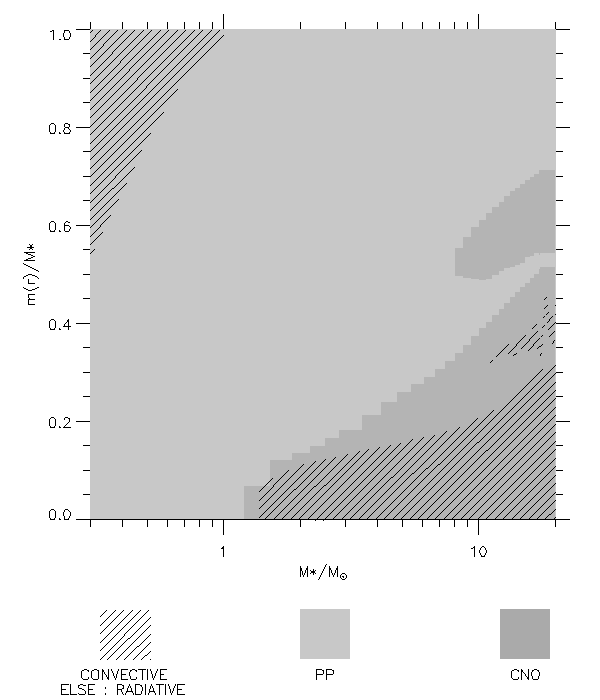 1.0
0.8
0.6
0.4
0.2
0.0
m(r)/M*
1
10
M*/M☉
CONVECTIVE
ELSE : RADIATIVE
PP
CNO